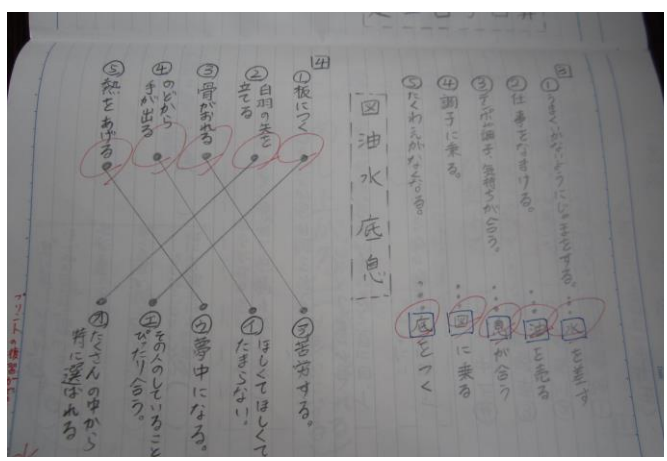 3
①うまくいかないようにじゃまをする。…水を差す
②仕事をなまける。…油を売る
③テンポや調子、気持ちが合う。…息が合う
④調子に乗る。…図に乗る
⑤たくわえがなくなる。…底をつく
図 油 水 底 息
4
①板につく
②白羽の矢を
立てる
③骨がおれる
④のどから
手が出る
⑤熱をあげる
ア苦労する。
イほしくてほしくて
たまらない。
ウ夢中になる。
エその人のしていること
ぴったり合う。
オたくさんの中から
特に選ばれる